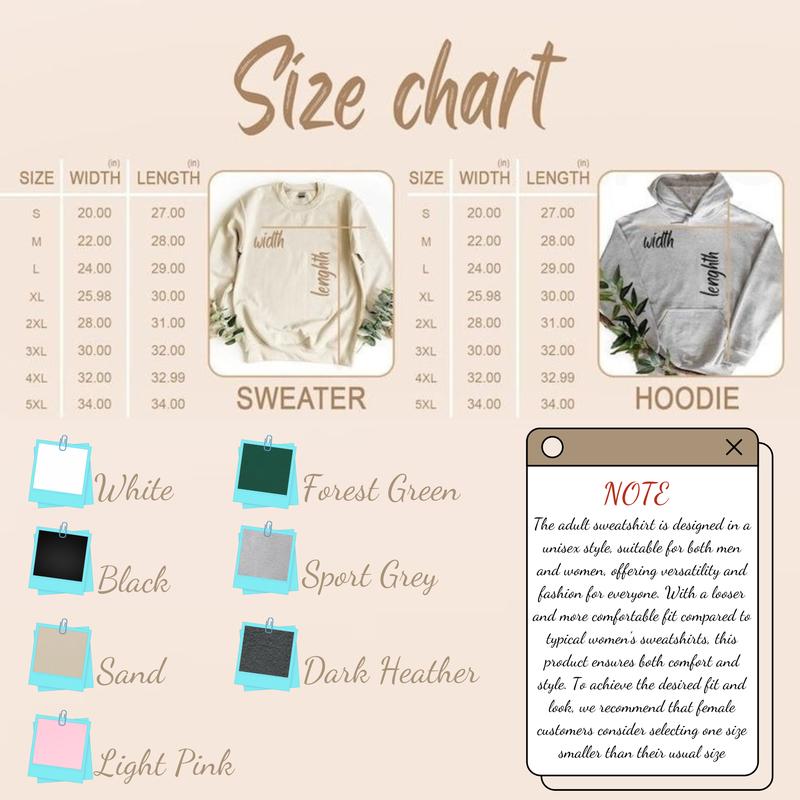 Size chart
(in) (in)
SIZE WIDTH LENGTH
S 20.00 27.00
M 22.00 28.00
L 24.00 29.00
XL 25.98 30.00
2XL 28.00 31.00
3XL 30.00 32.00
4XL 32.00 32.99
5XL 34.00 34.00
width
lenghth
SWEATER
(in) (in)
SIZE WIDTH LENGTH
S 20.00 27.00
M 22.00 28.00
L 24.00 29.00
XL 25.98 30.00
2XL 28.00 31.00
3XL 30.00 32.00
4XL 32.00 32.99
5XL 34.00 34.00
width
lenghth
HOODIE
White
Black
Sand
Light Pink
Forest Green
Sport Grey
Dark Heather
NOTE
The adult sweatshirt is designed in a
unisex style, suitable for both men
and women, offering versatility and
fashion for everyone. With a looser
and more comfortable fit compared to
typical women's sweatshirts, this
product ensures both comfort and
style. To achieve the desired fit and
look, we recommend that female
customers consider selecting one size
smaller than their usual size